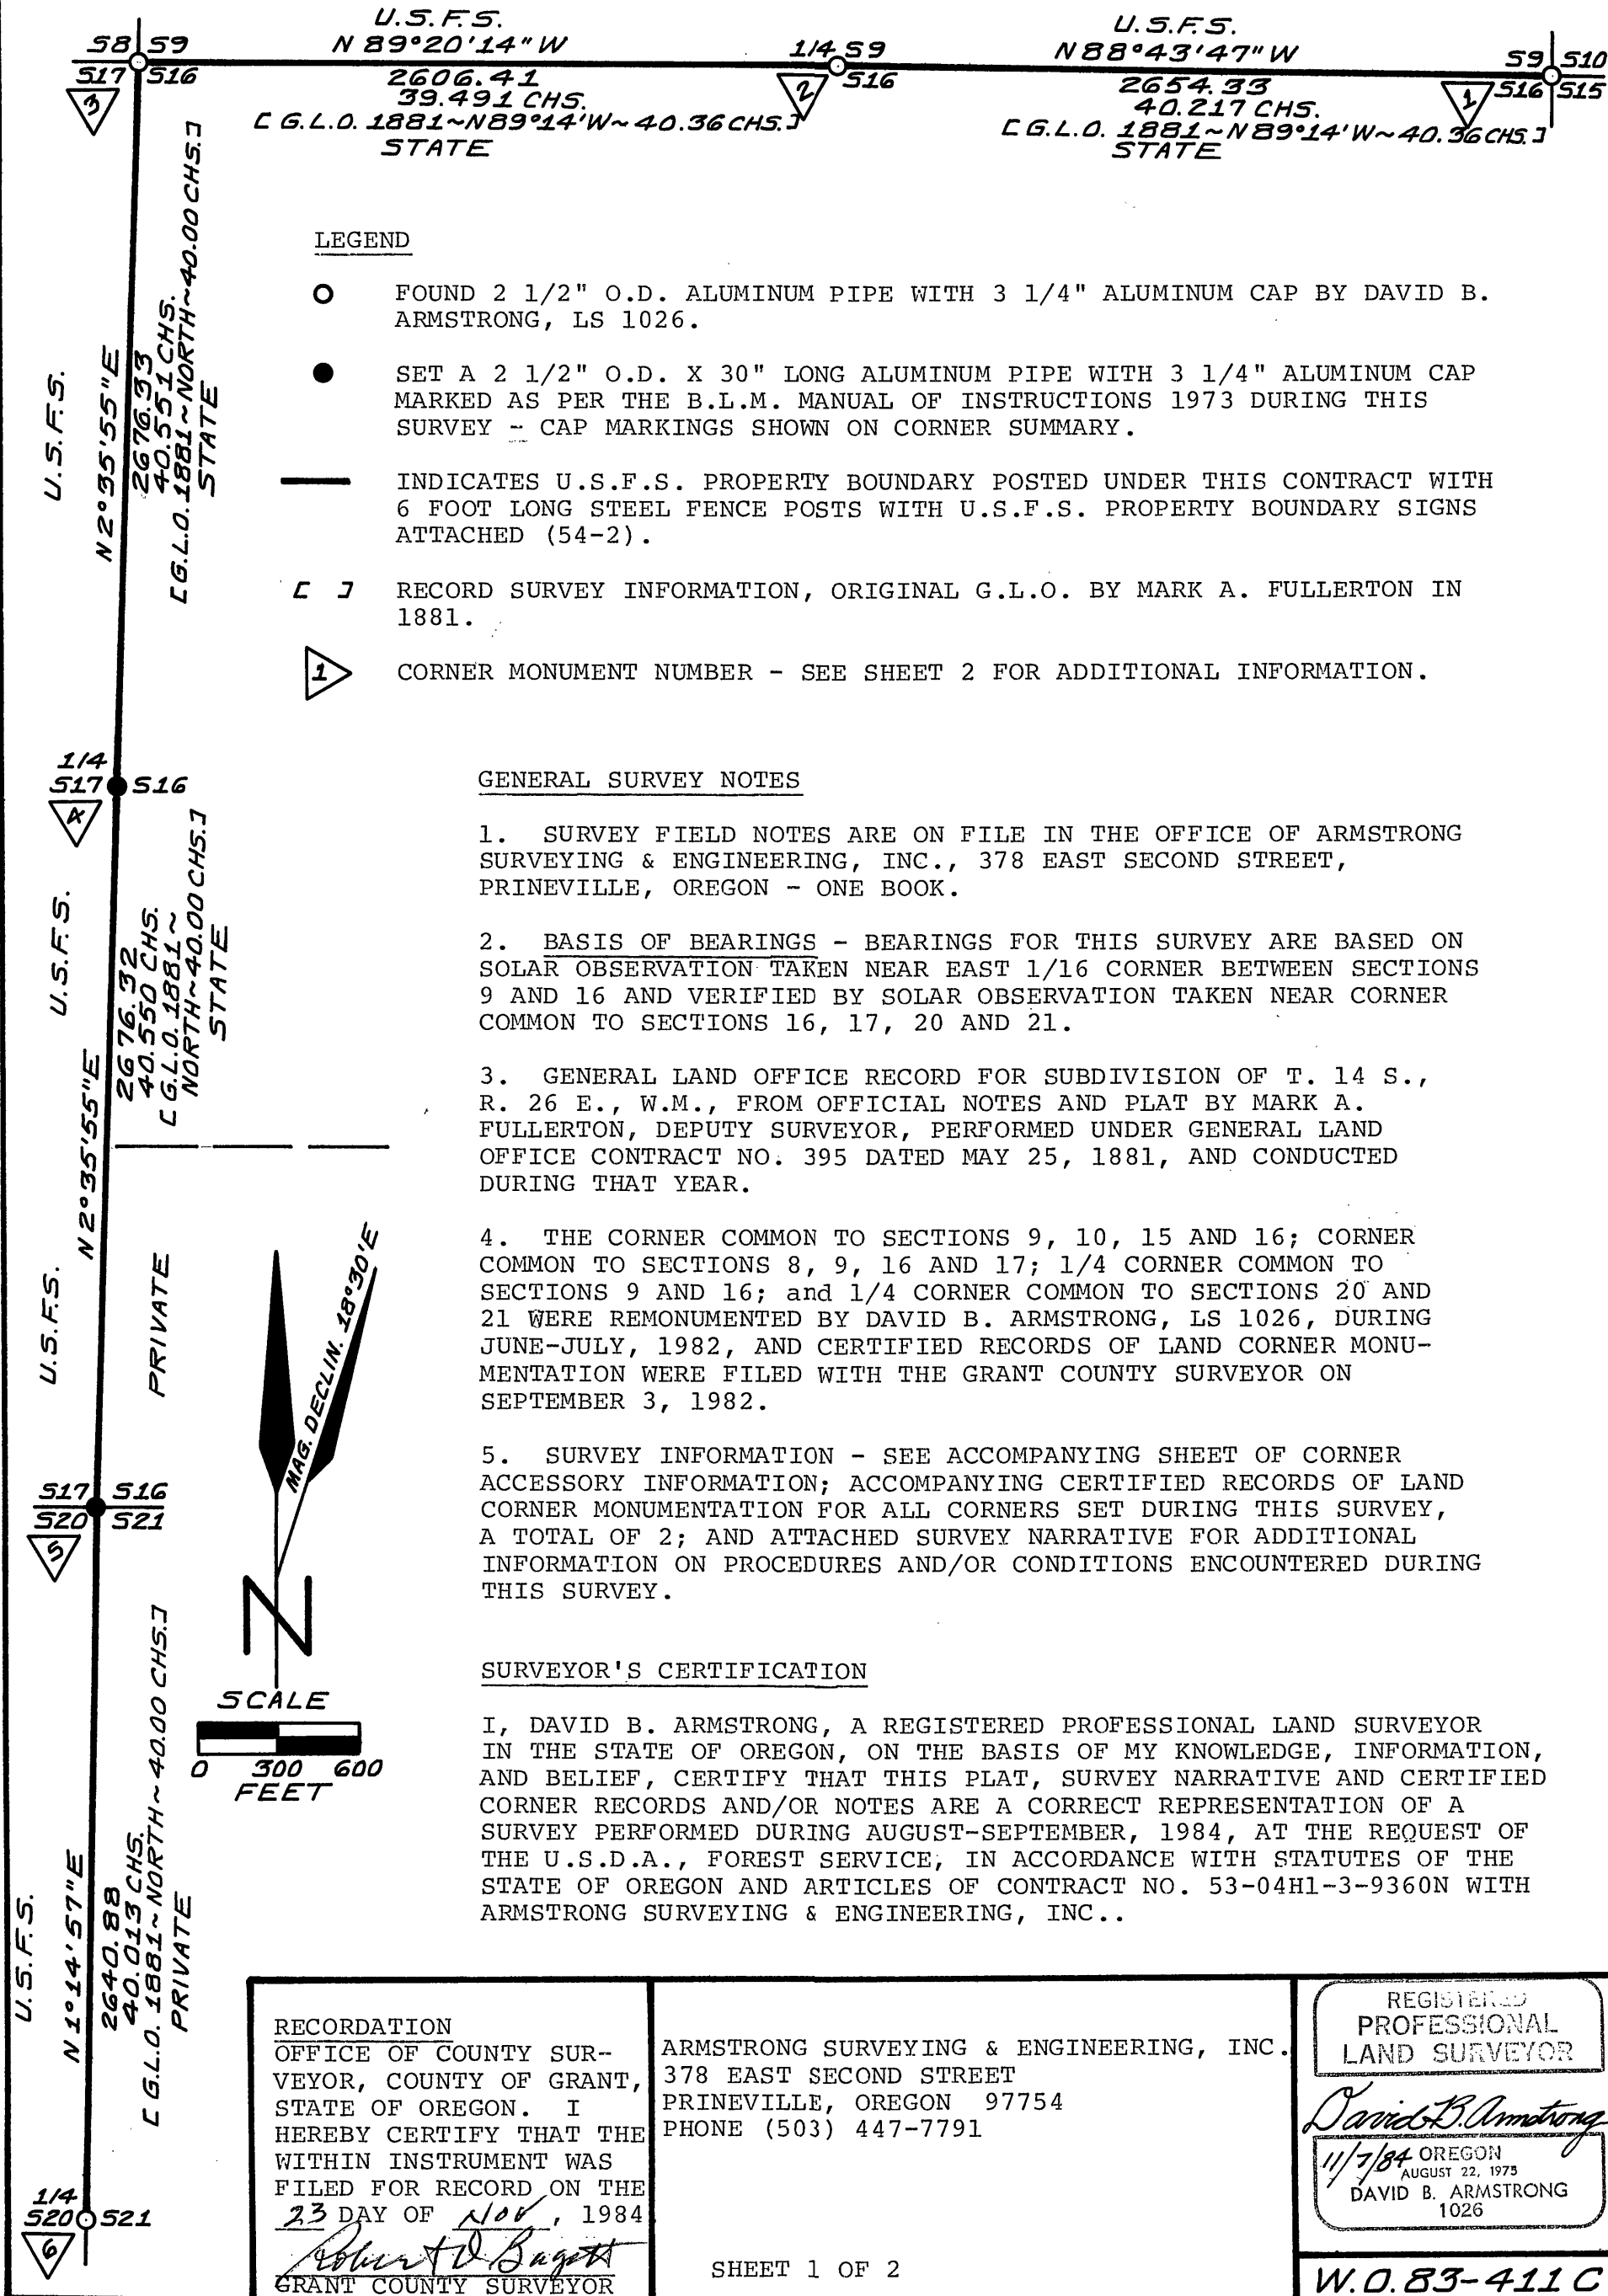 U.S.F.S.
N 89°20'14" W
S8 S9
S17 S16
3
2606.41
39.491 CHS.
[ G.L.O. 1881~N89°14'W~40.36 CHS.]
STATE
1/4 S9
S16
2
U.S.F.S.
N88°43'47" W
2654.33
40.217 CHS.
[ G.L.O. 1881~N89°14'W~40.36 CHS.]
STATE
S9 S10
S16 S15
1
U.S.F.S.
N2°35'55"E
2676.33
40.551 CHS.
[G.L.O.1881~NORTH~40.00 CHS.]
STATE
LEGEND
FOUND 2 1/2" O.D. ALUMINUM PIPE WITH 3 1/4" ALUMINUM CAP BY DAVID B.
ARMSTRONG, LS 1026.
SET A 2 1/2" O.D. X 30" LONG ALUMINUM PIPE WITH 3 1/4" ALUMINUM CAP
MARKED AS PER THE B.L.M. MANUAL OF INSTRUCTIONS 1973 DURING THIS
SURVEY - CAP MARKINGS SHOWN ON CORNER SUMMARY.
INDICATES U.S.F.S. PROPERTY BOUNDARY POSTED UNDER THIS CONTRACT WITH
6 FOOT LONG STEEL FENCE POSTS WITH U.S.F.S. PROPERTY BOUNDARY SIGNS
ATTACHED (54-2).
[ ] RECORD SURVEY INFORMATION, ORIGINAL G.L.O. BY MARK A. FULLERTON IN
1881.
1 CORNER MONUMENT NUMBER - SEE SHEET 2 FOR ADDITIONAL INFORMATION.
1/4
S17 S16
4
U.S.F.S.
N2°35'55"E
2676.32
40.550 CHS.
[G.L.O.1881~
NORTH~40.00 CHS.]
STATE
GENERAL SURVEY NOTES
1. SURVEY FIELD NOTES ARE ON FILE IN THE OFFICE OF ARMSTRONG
SURVEYING & ENGINEERING, INC., 378 EAST SECOND STREET,
PRINEVILLE, OREGON - ONE BOOK.
2. BASIS OF BEARINGS - BEARINGS FOR THIS SURVEY ARE BASED ON
SOLAR OBSERVATION TAKEN NEAR EAST 1/16 CORNER BETWEEN SECTIONS
9 AND 16 AND VERIFIED BY SOLAR OBSERVATION TAKEN NEAR CORNER
COMMON TO SECTIONS 16, 17, 20 AND 21.
3. GENERAL LAND OFFICE RECORD FOR SUBDIVISION OF T. 14 S.,
R. 26 E., W.M., FROM OFFICIAL NOTES AND PLAT BY MARK A.
FULLERTON, DEPUTY SURVEYOR, PERFORMED UNDER GENERAL LAND
OFFICE CONTRACT NO. 395 DATED MAY 25, 1881, AND CONDUCTED
DURING THAT YEAR.
4. THE CORNER COMMON TO SECTIONS 9, 10, 15 AND 16; CORNER
COMMON TO SECTIONS 8, 9, 16 AND 17; 1/4 CORNER COMMON TO
SECTIONS 9 AND 16; and 1/4 CORNER COMMON TO SECTIONS 20 AND
21 WERE REMONUMENTED BY DAVID B. ARMSTRONG, LS 1026, DURING
JUNE-JULY, 1982, AND CERTIFIED RECORDS OF LAND CORNER MONU-
MENTATION WERE FILED WITH THE GRANT COUNTY SURVEYOR ON
SEPTEMBER 3, 1982.
5. SURVEY INFORMATION - SEE ACCOMPANYING SHEET OF CORNER
ACCESSORY INFORMATION; ACCOMPANYING CERTIFIED RECORDS OF LAND
CORNER MONUMENTATION FOR ALL CORNERS SET DURING THIS SURVEY,
A TOTAL OF 2; AND ATTACHED SURVEY NARRATIVE FOR ADDITIONAL
INFORMATION ON PROCEDURES AND/OR CONDITIONS ENCOUNTERED DURING
THIS SURVEY.
U.S.F.S.
PRIVATE
MAG. DECLIN. 18°30'E
N
S17 S16
S20 S21
5
SCALE
0 300 600
FEET
SURVEYOR'S CERTIFICATION
I, DAVID B. ARMSTRONG, A REGISTERED PROFESSIONAL LAND SURVEYOR
IN THE STATE OF OREGON, ON THE BASIS OF MY KNOWLEDGE, INFORMATION,
AND BELIEF, CERTIFY THAT THIS PLAT, SURVEY NARRATIVE AND CERTIFIED
CORNER RECORDS AND/OR NOTES ARE A CORRECT REPRESENTATION OF A
SURVEY PERFORMED DURING AUGUST-SEPTEMBER, 1984, AT THE REQUEST OF
THE U.S.D.A., FOREST SERVICE, IN ACCORDANCE WITH STATUTES OF THE
STATE OF OREGON AND ARTICLES OF CONTRACT NO. 53-04H1-3-9360N WITH
ARMSTRONG SURVEYING & ENGINEERING, INC..
U.S.F.S.
N1°14'57"E
2640.88
40.013 CHS.
[ G.L.O. 1881~NORTH~40.00 CHS.]
PRIVATE
1/4
S20 S21
6
RECORDATION
OFFICE OF COUNTY SUR-
VEYOR, COUNTY OF GRANT,
STATE OF OREGON. I
HEREBY CERTIFY THAT THE
WITHIN INSTRUMENT WAS
FILED FOR RECORD ON THE
23 DAY OF Nov, 1984
Robert D Bagett
GRANT COUNTY SURVEYOR
ARMSTRONG SURVEYING & ENGINEERING, INC.
378 EAST SECOND STREET
PRINEVILLE, OREGON 97754
PHONE (503) 447-7791
SHEET 1 OF 2
REGISTERED
PROFESSIONAL
LAND SURVEYOR
David B. Armstrong
11/7/84 OREGON
AUGUST 22, 1975
DAVID B. ARMSTRONG
1026
W.O. 83-411 C